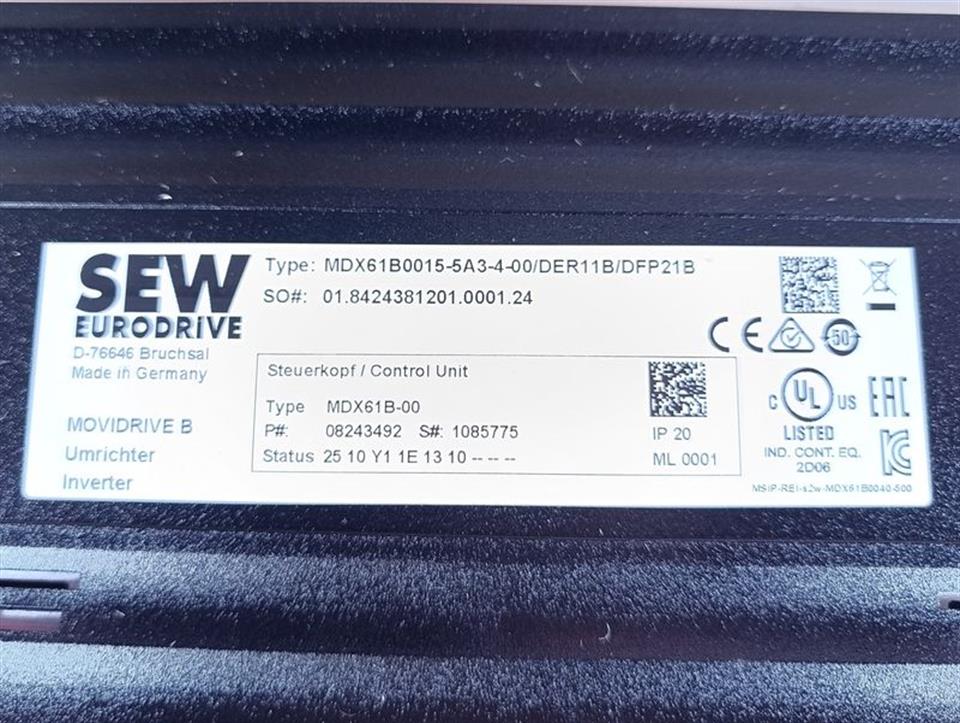 SEW
EURODRIVE
D-76646 Bruchsal
Made in Germany
MOVIDRIVE B
Umrichter
Inverter
Type: MDX61B0015-5A3-4-00/DER11B/DFP21B
SO#: 01.8424381201.0001.24
Steuerkopf / Control Unit
Type MDX61B-00
P#: 08243492 S#: 1085775
Status 25 10 Y1 1E 13 10 -- -- --
IP 20
ML 0001
CE
50
C UL US
LISTED
IND. CONT. EQ.
2D06
EAC
MSIP-REI-s2w-MDX61B0040-500